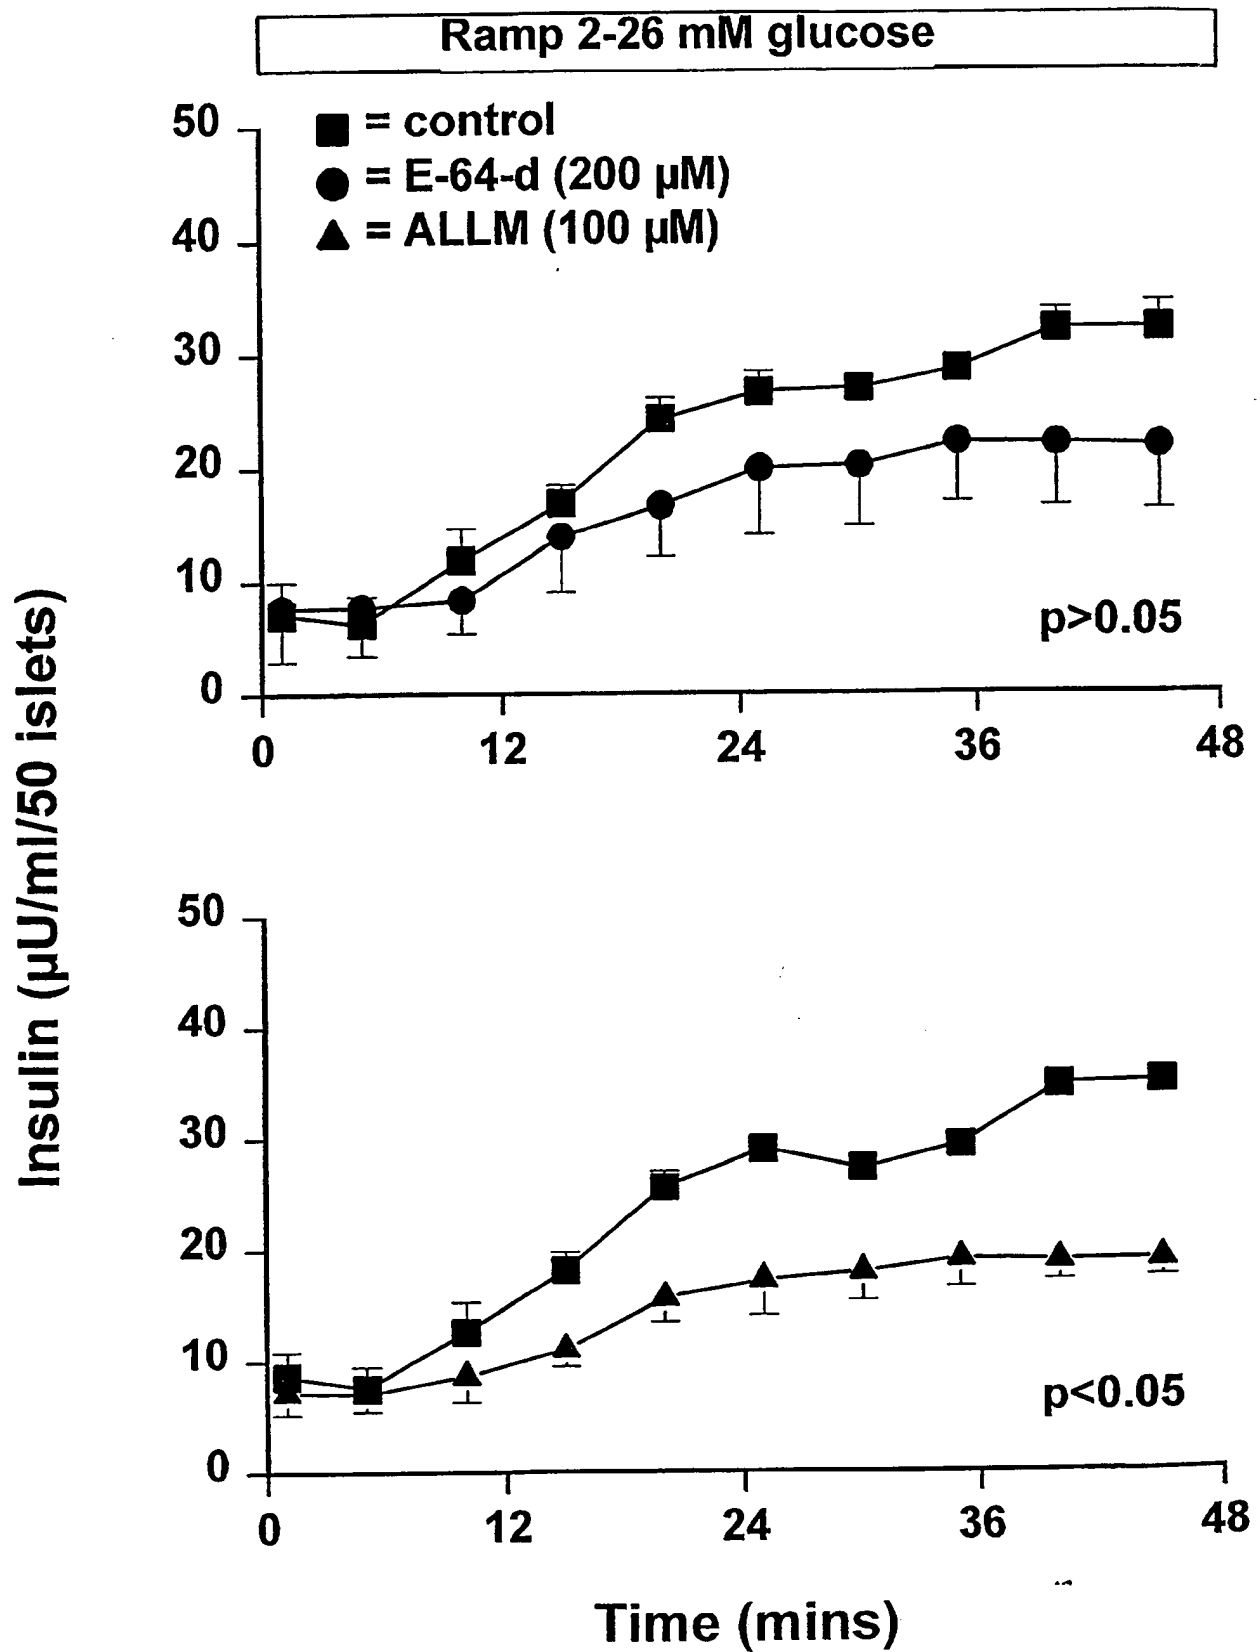 Ramp 2-26 mM glucose
50
= control
= E-64-d (200 µM)
40
= ALLM (100 µM)
30
20
10
p>0.05
0
0 12 24 36 48
Insulin (µU/ml/50 islets)
50
40
30
20
10
p<0.05
0
0 12 24 36 48
Time (mins)